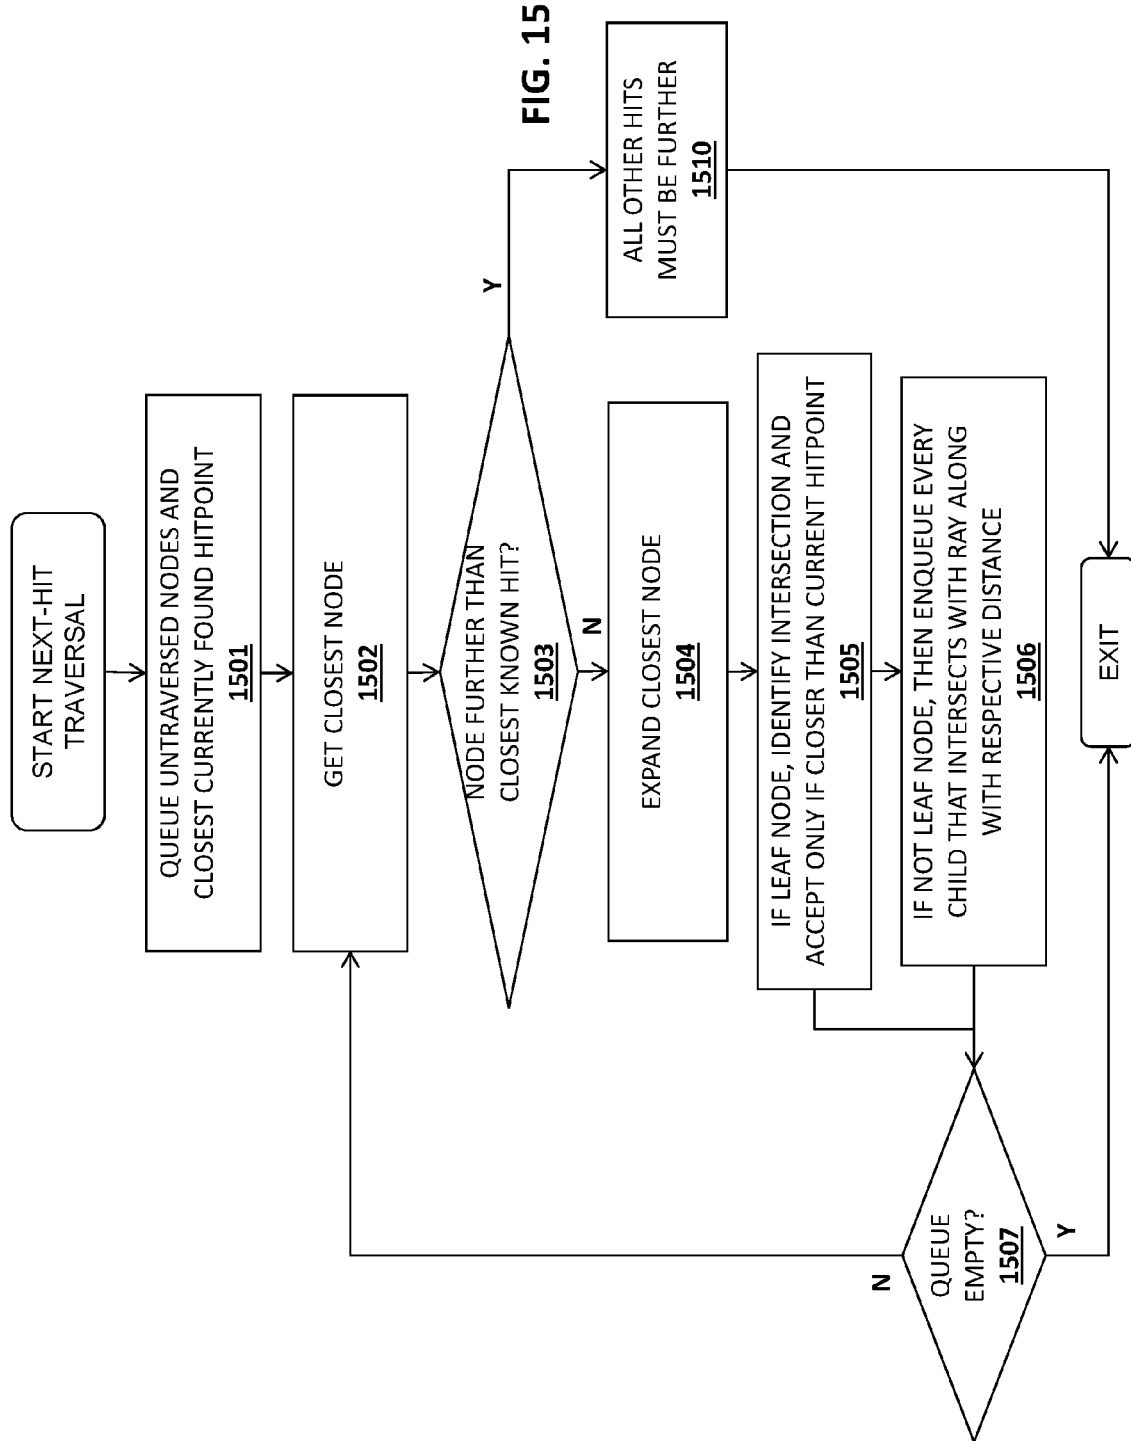 START NEXT-HIT
TRAVERSAL
QUEUE UNTRAVERSED NODES AND
CLOSEST CURRENTLY FOUND HITPOINT
1501
GET CLOSEST NODE
1502
NODE FURTHER THAN
CLOSEST KNOWN HIT?
1503
Y
N
EXPAND CLOSEST NODE
1504
IF LEAF NODE, IDENTIFY INTERSECTION AND
ACCEPT ONLY IF CLOSER THAN CURRENT HITPOINT
1505
IF NOT LEAF NODE, THEN ENQUEUE EVERY
CHILD THAT INTERSECTS WITH RAY ALONG
WITH RESPECTIVE DISTANCE
1506
QUEUE
EMPTY?
1507
N
Y
ALL OTHER HITS
MUST BE FURTHER
1510
EXIT
FIG. 15